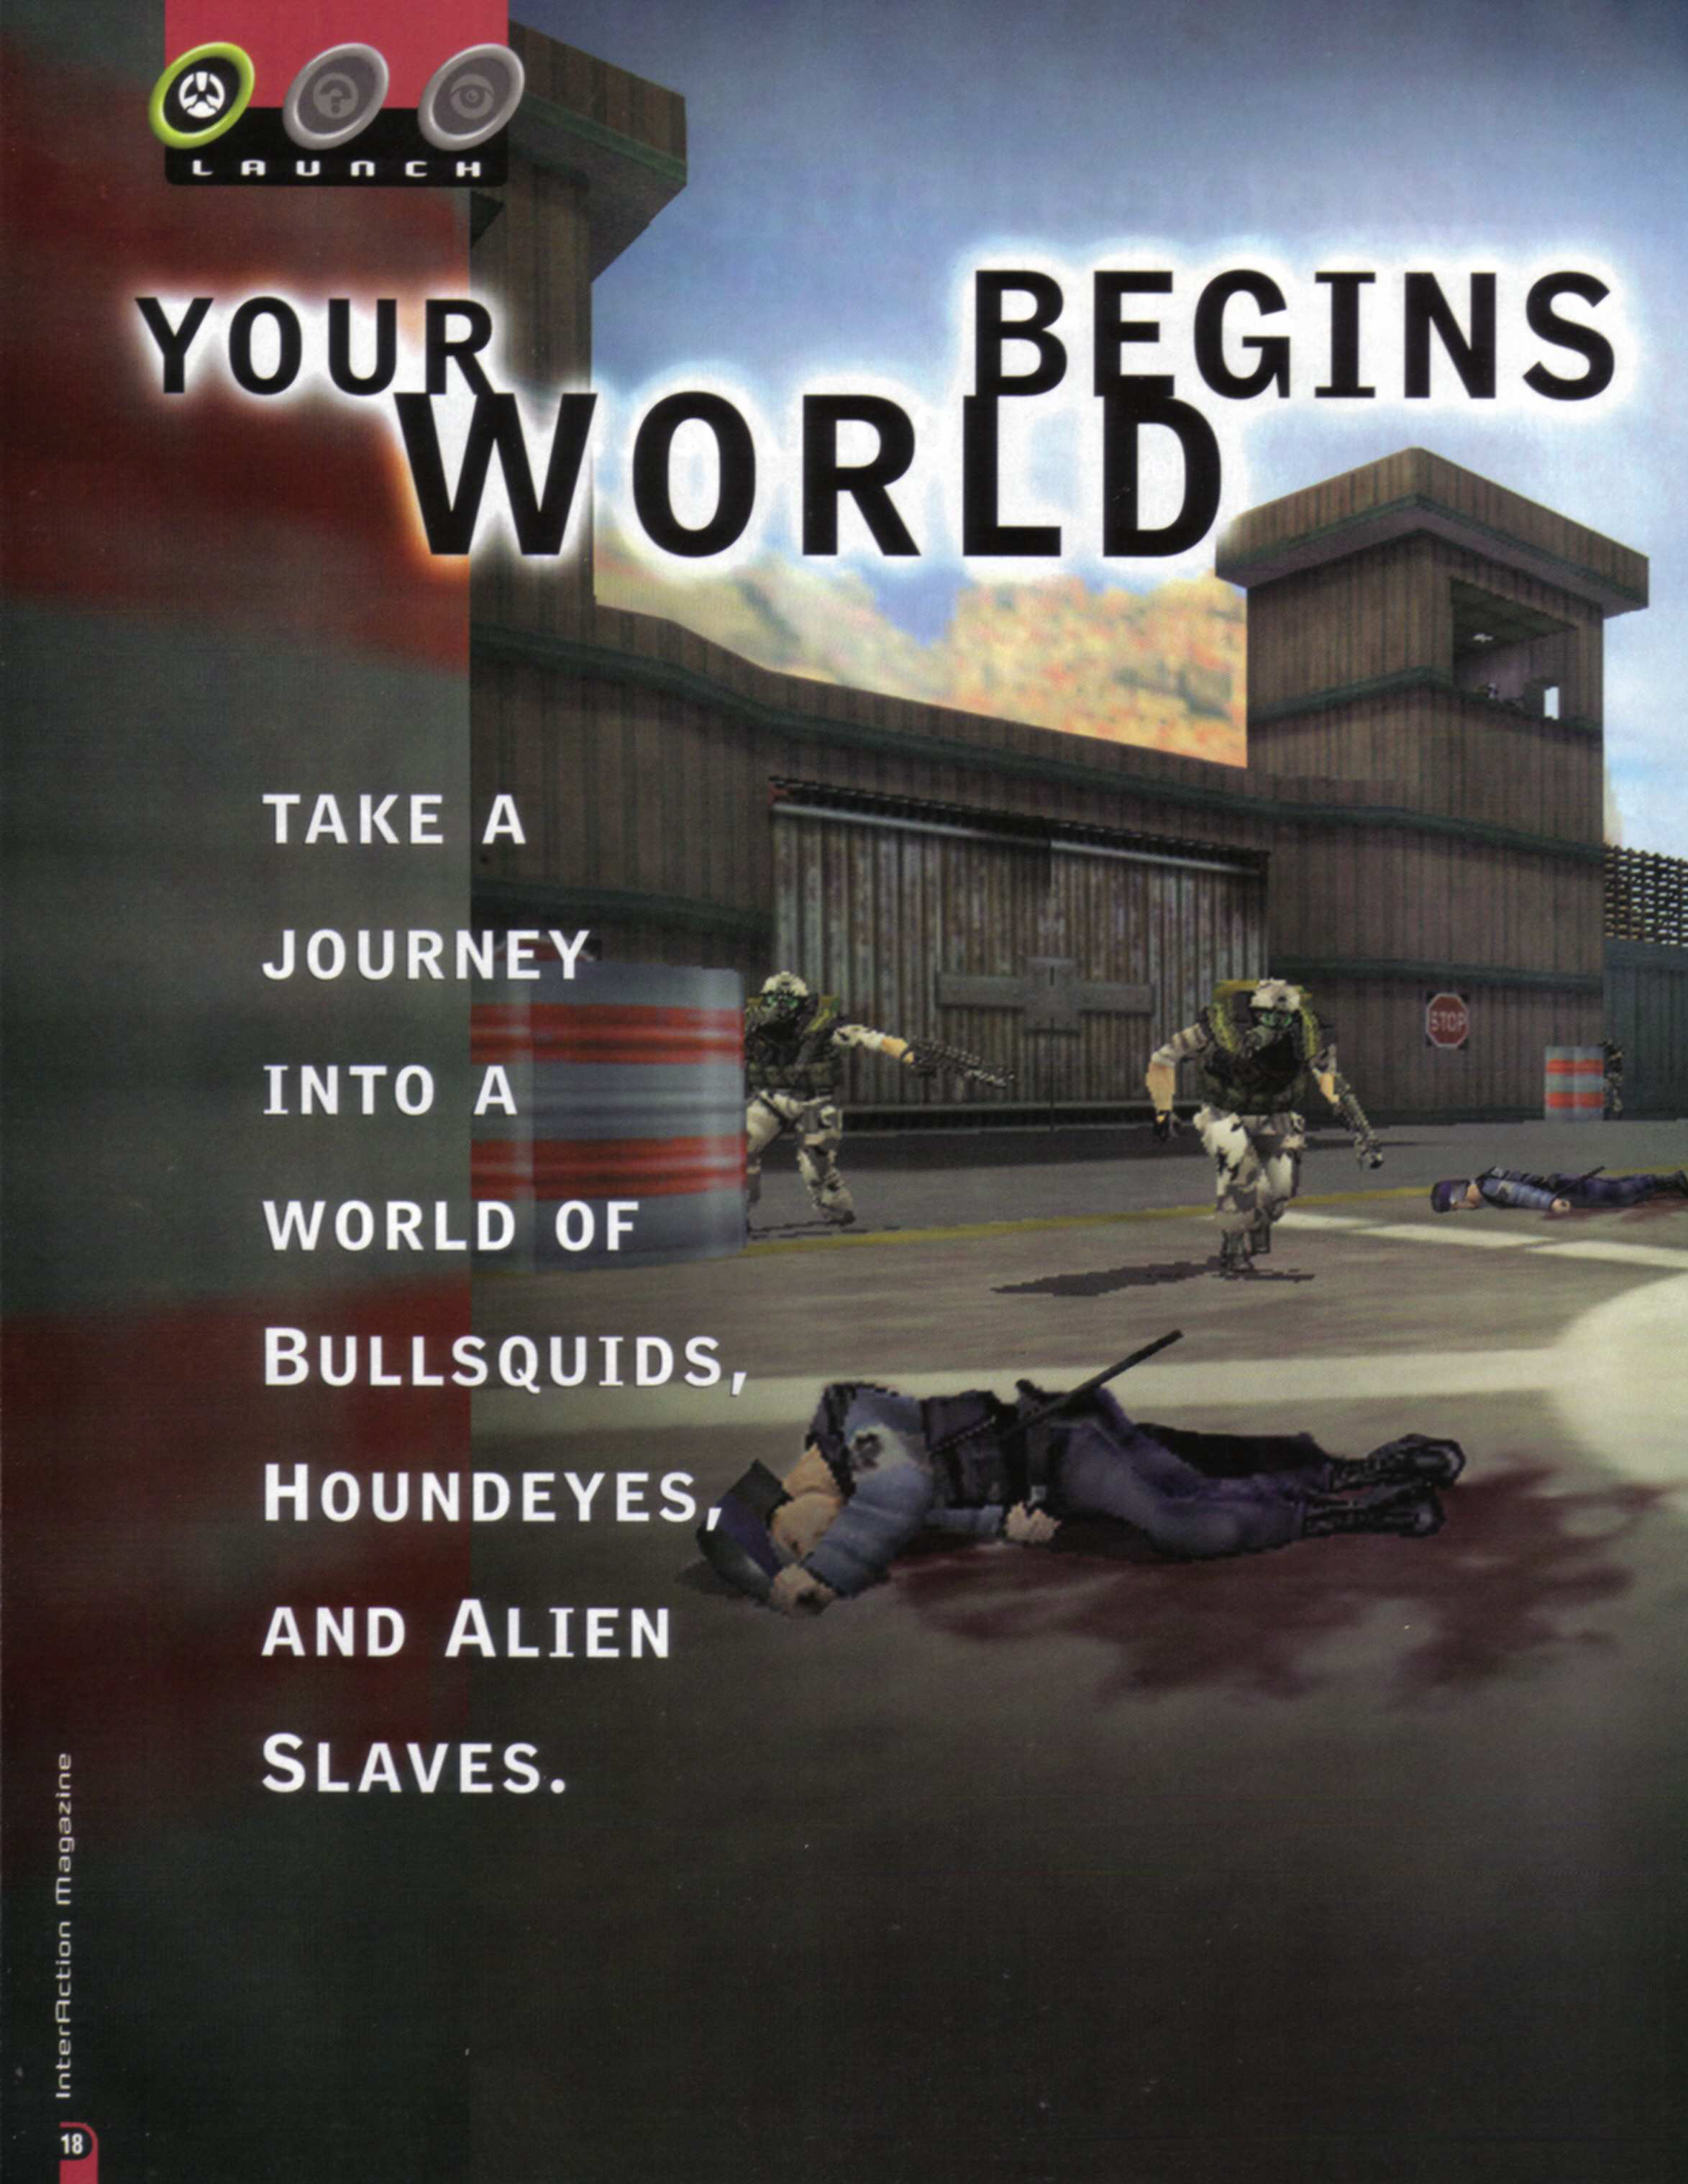 LAUNCH
YOUR
BEGINS
WORLD
TAKE A
JOURNEY
INTO A
WORLD OF
BULLSQUIDS,
HOUNDEYES,
AND ALIEN
SLAVES.
STOP
InterAction magazine
18